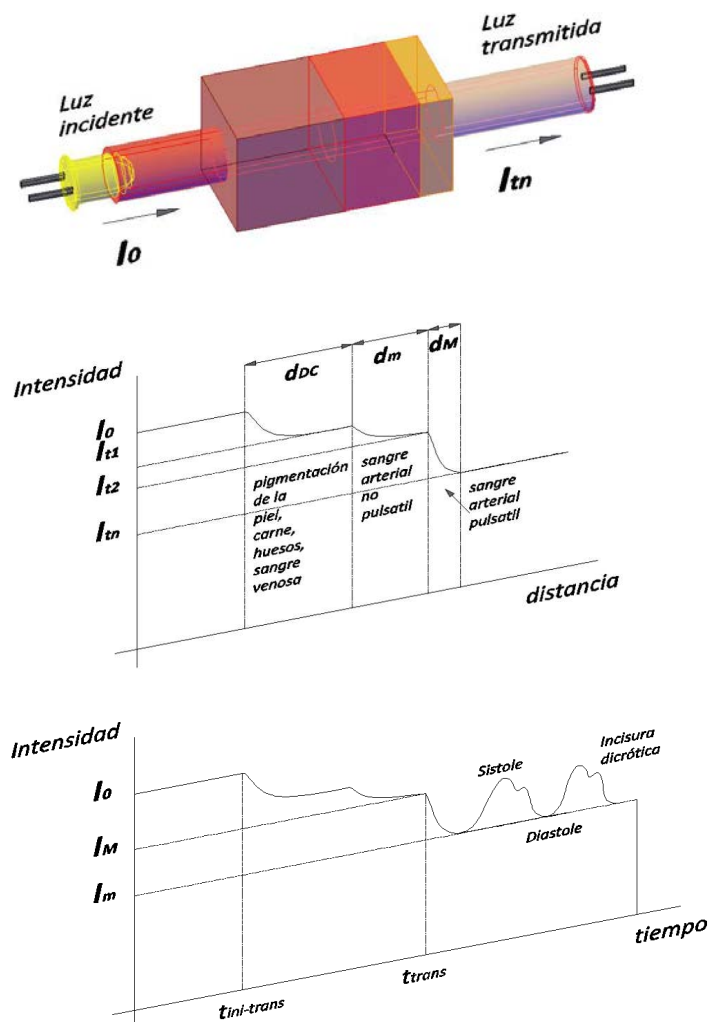 Luz
transmitida
Luz
incidente
Itn
I0
Intensidad
dDC
dm
dM
I0
It1
It2
Itn
pigmentación
de la
piel,
carne,
huesos,
sangre
venosa
sangre
arterial
no
pulsatil
sangre
arterial
pulsatil
distancia
Intensidad
Incisura
dicrótica
Sistole
I0
IM
Diastole
Im
tiempo
ttrans
tini-trans